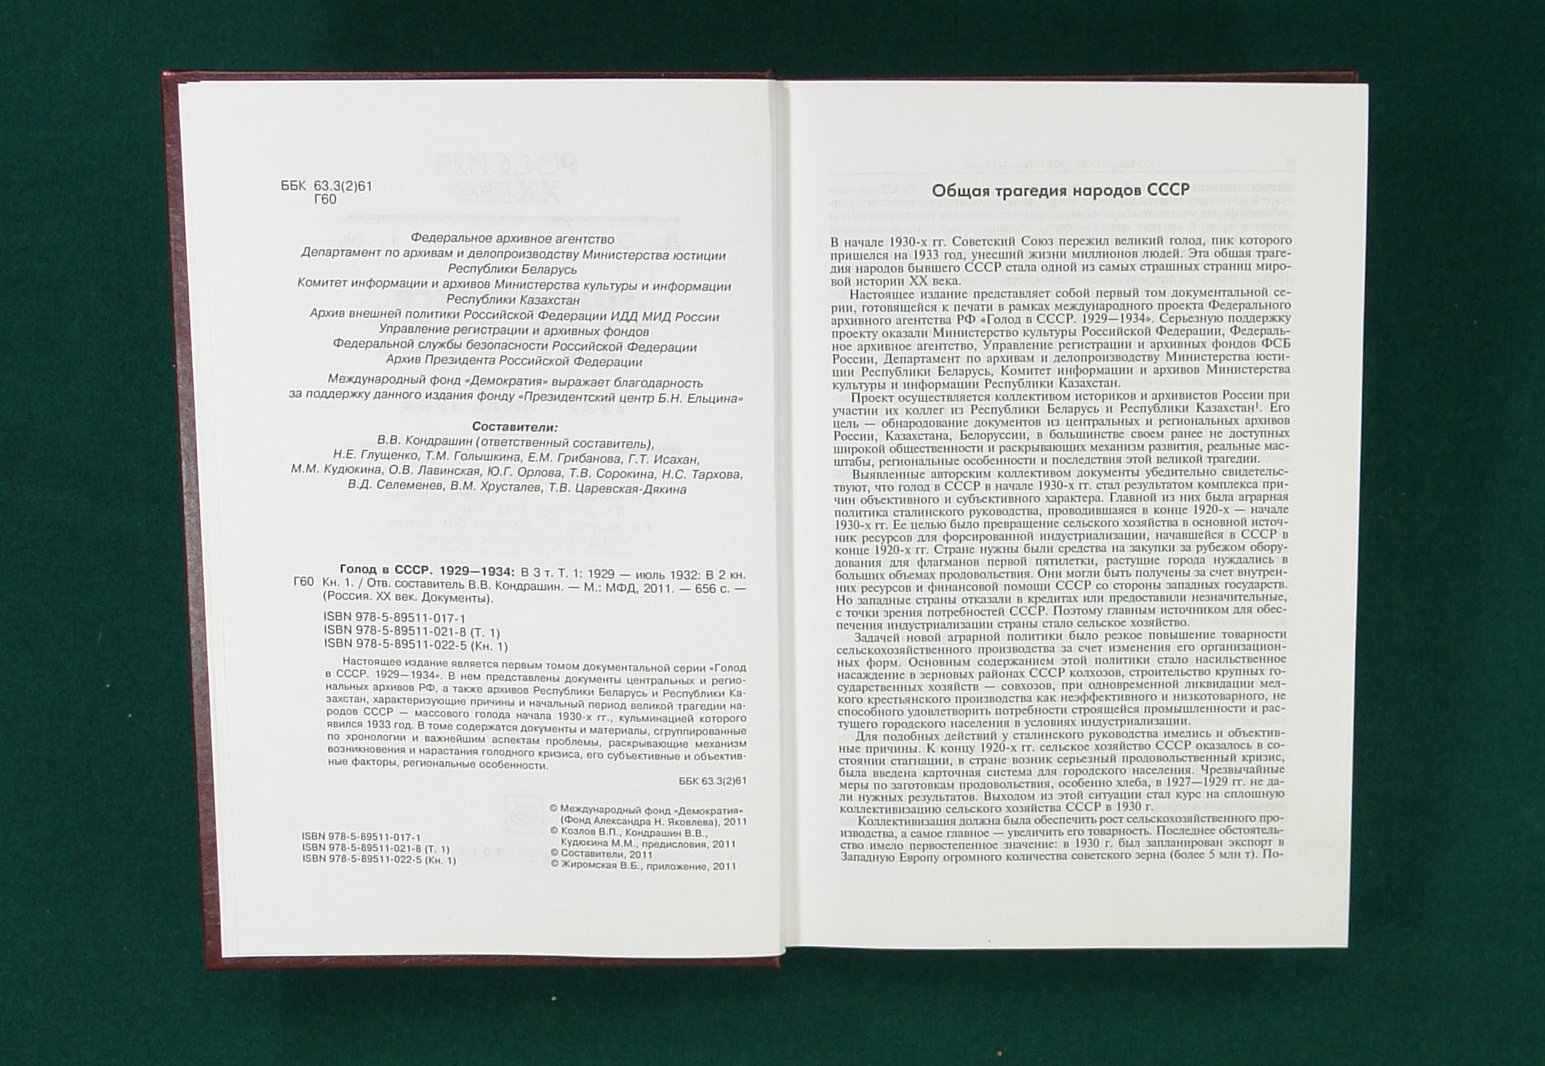 ББК 63.3(2)61
Г60
Федеральное архивное агентство
Департамент по архивам и делопроизводству Министерства юстиции
Республики Беларусь
Комитет информации и архивов Министерства культуры и информации
Республики Казахстан
Архив внешней политики Российской Федерации ИДД МИД России
Управление регистрации и архивных фондов
Федеральной службы безопасности Российской Федерации
Архив Президента Российской Федерации
Международный фонд «Демократия» выражает благодарность
за поддержку данного издания фонду «Президентский центр Б.Н. Ельцина»
Составители:
В.В. Кондрашин (ответственный составитель),
Н.Е. Глущенко, Т.М. Голышкина, Е.М. Грибанова, Г.Т. Исахан,
М.М. Кудюкина, О.В. Лавинская, Ю.Г. Орлова, Т.В. Сорокина, Н.С. Тархова,
В.Д. Селеменев, В.М. Хрусталев, Т.В. Царевская-Дякина
Голод в СССР. 1929—1934: В 3 т. Т. 1: 1929 — июль 1932: В 2 кн.
Г60 Кн. 1. / Отв. составитель В.В. Кондрашин. — М.: МФД, 2011. — 656 с. —
(Россия. XX век. Документы).
ISBN 978-5-89511-017-1
ISBN 978-5-89511-021-8 (Т. 1)
ISBN 978-5-89511-022-5 (Кн. 1)
Настоящее издание является первым томом документальной серии «Голод
в СССР. 1929—1934». В нем представлены документы центральных и регио-
нальных архивов РФ, а также архивов Республики Беларусь и Республики Ка-
захстан, характеризующие причины и начальный период великой трагедии на-
родов СССР — массового голода начала 1930-х гг., кульминацией которого
явился 1933 год. В томе содержатся документы и материалы, сгруппированные
по хронологии и важнейшим аспектам проблемы, раскрывающие механизм
возникновения и нарастания голодного кризиса, его субъективные и объектив-
ные факторы, региональные особенности.
ББК 63.3(2)61
© Международный фонд «Демократия»
(Фонд Александра Н. Яковлева), 2011
© Козлов В.П., Кондрашин В.В.,
Кудюкина М.М., предисловия, 2011
© Составители, 2011
© Жиромская В.Б., приложение, 2011
ISBN 978-5-89511-017-1
ISBN 978-5-89511-021-8 (Т. 1)
ISBN 978-5-89511-022-5 (Кн. 1)
Общая трагедия народов СССР
В начале 1930-х гг. Советский Союз пережил великий голод, пик которого
пришелся на 1933 год, унесший жизни миллионов людей. Эта общая траге-
дия народов бывшего СССР стала одной из самых страшных страниц миро-
вой истории XX века.
Настоящее издание представляет собой первый том документальной се-
рии, готовящейся к печати в рамках международного проекта Федерального
архивного агентства РФ «Голод в СССР. 1929—1934». Серьезную поддержку
проекту оказали Министерство культуры Российской Федерации, Федераль-
ное архивное агентство, Управление регистрации и архивных фондов ФСБ
России, Департамент по архивам и делопроизводству Министерства юсти-
ции Республики Беларусь, Комитет информации и архивов Министерства
культуры и информации Республики Казахстан.
Проект осуществляется коллективом историков и архивистов России при
участии их коллег из Республики Беларусь и Республики Казахстан¹. Его
цель — обнародование документов из центральных и региональных архивов
России, Казахстана, Белоруссии, в большинстве своем ранее не доступных
широкой общественности и раскрывающих механизм развития, реальные мас-
штабы, региональные особенности и последствия этой великой трагедии.
Выявленные авторским коллективом документы убедительно свидетельс-
твуют, что голод в СССР в начале 1930-х гг. стал результатом комплекса при-
чин объективного и субъективного характера. Главной из них была аграрная
политика сталинского руководства, проводившаяся в конце 1920-х — начале
1930-х гг. Ее целью было превращение сельского хозяйства в основной источ-
ник ресурсов для форсированной индустриализации, начавшейся в СССР в
конце 1920-х гг. Стране нужны были средства на закупки за рубежом обору-
дования для флагманов первой пятилетки, растущие города нуждались в
больших объемах продовольствия. Они могли быть получены за счет внутрен-
них ресурсов и финансовой помощи СССР со стороны западных государств.
Но западные страны отказали в кредитах или предоставили незначительные,
с точки зрения потребностей СССР. Поэтому главным источником для обес-
печения индустриализации страны стало сельское хозяйство.
Задачей новой аграрной политики было резкое повышение товарности
сельскохозяйственного производства за счет изменения его организацион-
ных форм. Основным содержанием этой политики стало насильственное
насаждение в зерновых районах СССР колхозов, строительство крупных го-
сударственных хозяйств — совхозов, при одновременной ликвидации мел-
кого крестьянского производства как неэффективного и низкотоварного, не
способного удовлетворить потребности строящейся промышленности и рас-
тущего городского населения в условиях индустриализации.
Для подобных действий у сталинского руководства имелись и объектив-
ные причины. К концу 1920-х гг. сельское хозяйство СССР оказалось в со-
стоянии стагнации, в стране возник серьезный продовольственный кризис,
была введена карточная система для городского населения. Чрезвычайные
меры по заготовкам продовольствия, особенно хлеба, в 1927—1929 гг. не да-
ли нужных результатов. Выходом из этой ситуации стал курс на сплошную
коллективизацию сельского хозяйства СССР в 1930 г.
Коллективизация должна была обеспечить рост сельскохозяйственного про-
изводства, а самое главное — увеличить его товарность. Последнее обстоятель-
ство имело первостепенное значение: в 1930 г. был запланирован экспорт в
Западную Европу огромного количества советского зерна (более 5 млн т). По-